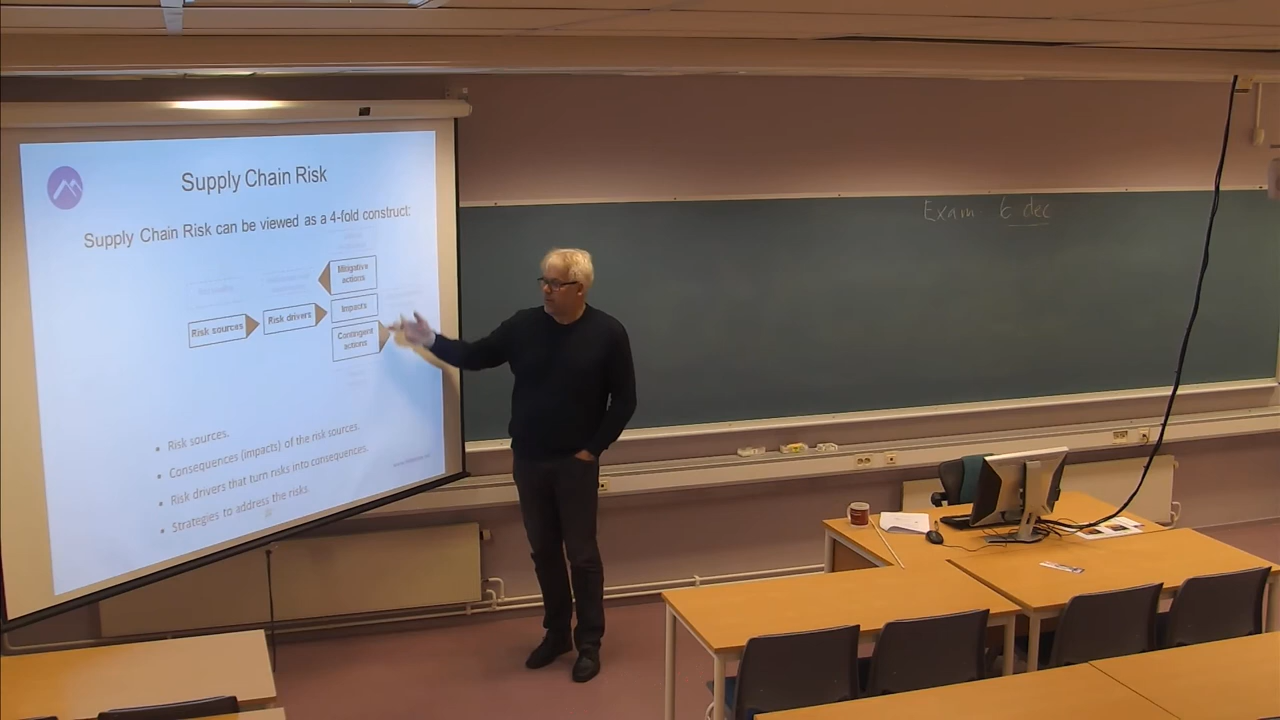 Supply Chain Risk
Supply Chain Risk can be viewed as a 4-fold construct:
Mitigative
actions
Risk sources
Risk drivers
Impacts
Contingent
actions
• Risk sources.
• Consequences (impacts) of the risk sources.
• Risk drivers that turn risks into consequences.
• Strategies to address the risks.
Exam 6 dec